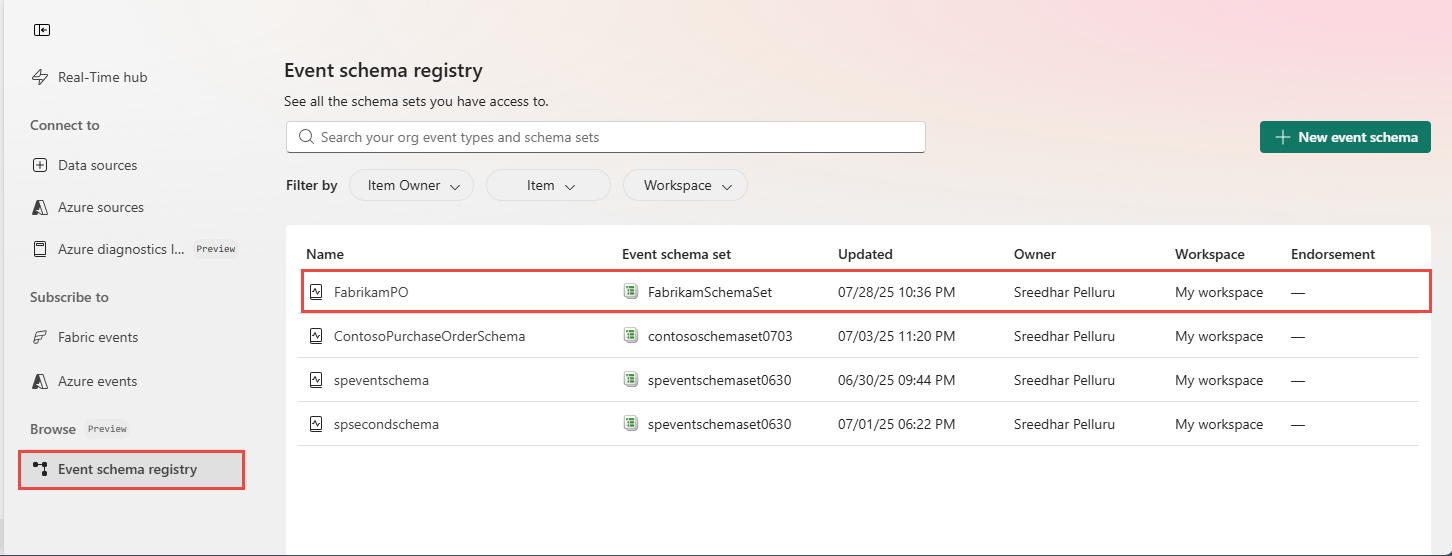 Real-Time hub
Connect to
Data sources
Azure sources
Azure diagnostics l... Preview
Subscribe to
Fabric events
Azure events
Browse Preview
Event schema registry
Event schema registry
See all the schema sets you have access to.
Search your org event types and schema sets
New event schema
Filter by Item Owner Item Workspace
Name Event schema set Updated Owner Workspace Endorsement
FabrikamPO FabrikamSchemaSet 07/28/25 10:36 PM Sreedhar Pelluru My workspace —
ContosoPurchaseOrderSchema contososchemaset0703 07/03/25 11:20 PM Sreedhar Pelluru My workspace —
speventschema speventschemaset0630 06/30/25 09:44 PM Sreedhar Pelluru My workspace —
spsecondschema speventschemaset0630 07/01/25 06:22 PM Sreedhar Pelluru My workspace —